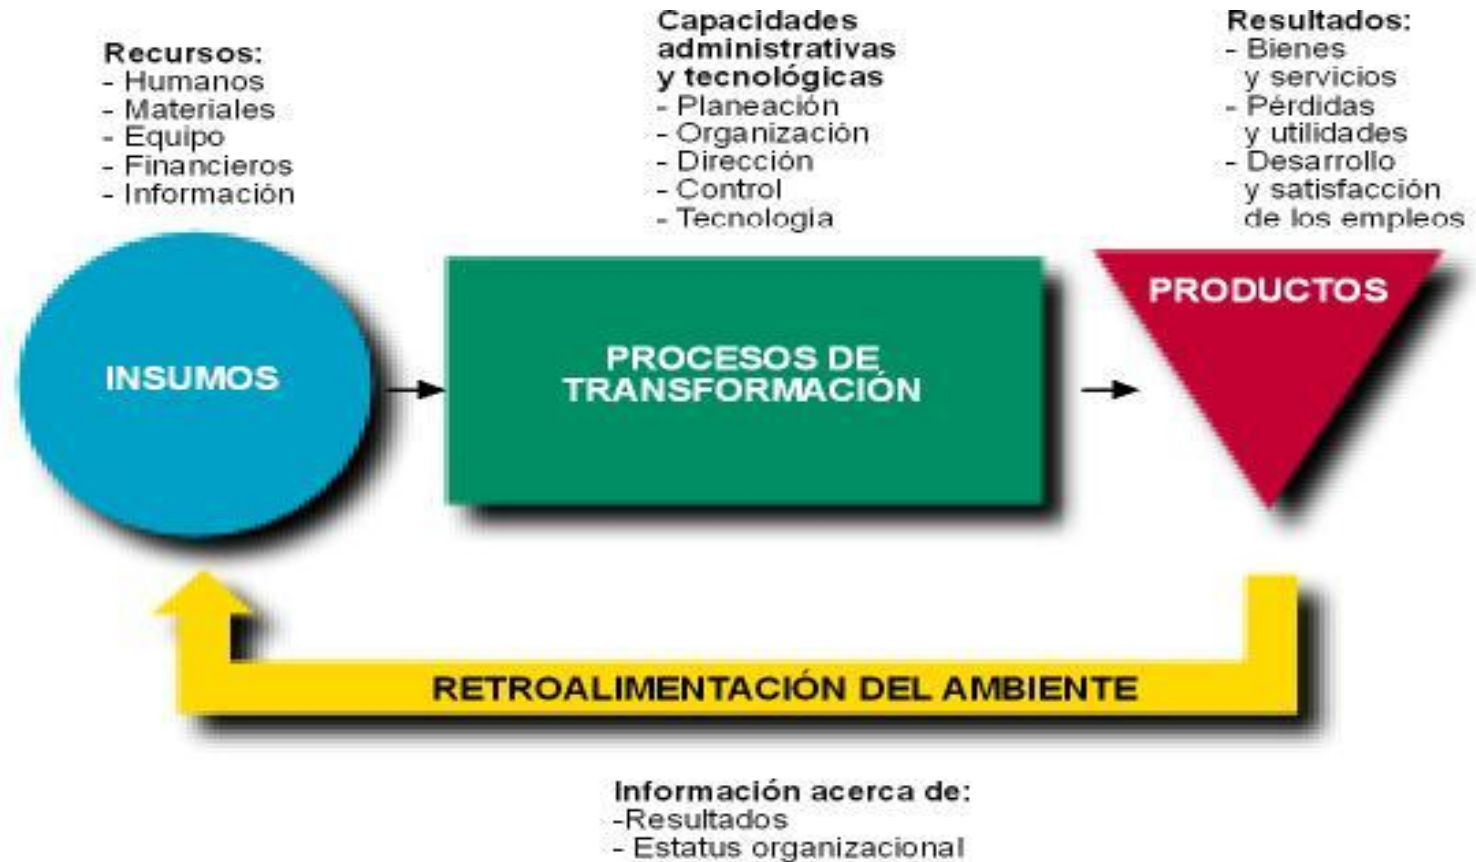 Recursos:
- Humanos
- Materiales
- Equipo
- Financieros
- Información
Capacidades
administrativas
y tecnológicas
- Planeación
- Organización
- Dirección
- Control
- Tecnologia
Resultados:
- Bienes
y servicios
- Pérdidas
y utilidades
- Desarrollo
y satisfacción
de los empleos
INSUMOS
PROCESOS DE
TRANSFORMACIÓN
PRODUCTOS
RETROALIMENTACIÓN DEL AMBIENTE
Información acerca de:
-Resultados
- Estatus organizacional